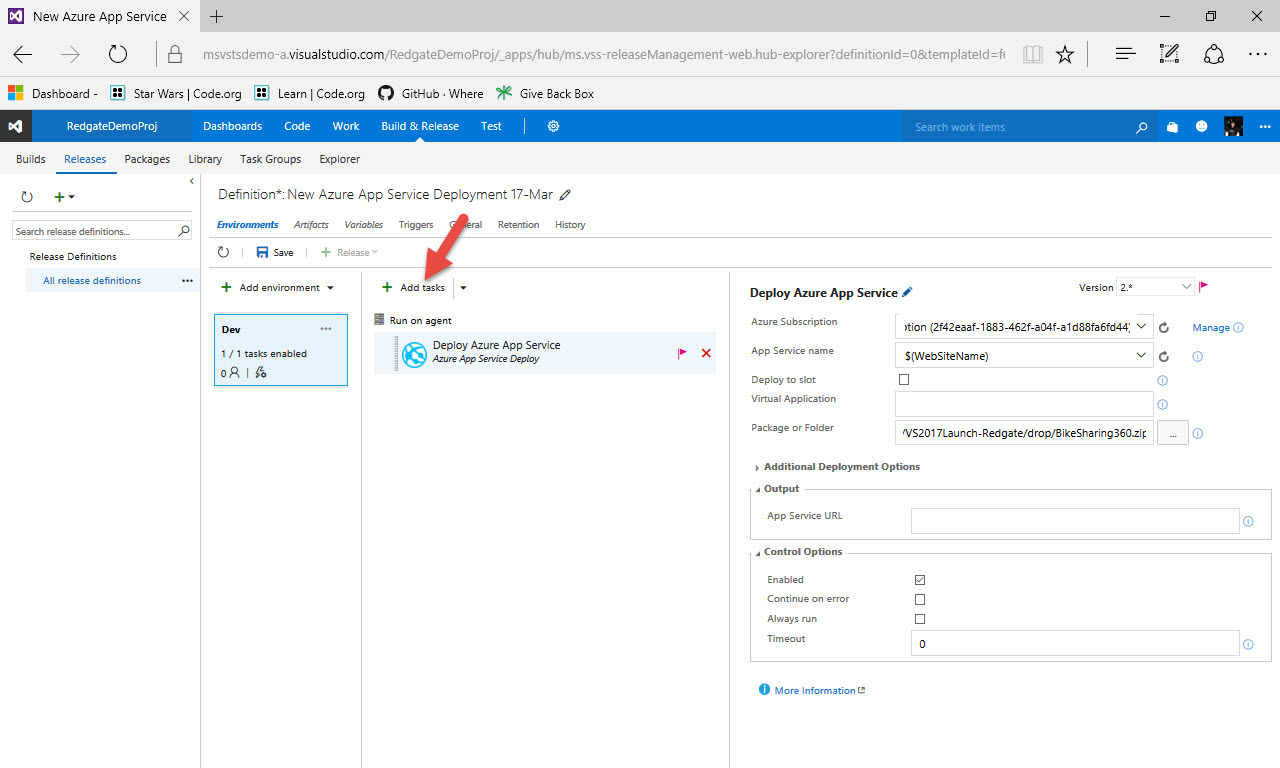 New Azure App Service
msvstsdemo-a.visualstudio.com/RedgateDemoProj/_apps/hub/ms.vss-releaseManagement-web.hub-explorer?definitionId=0&templateId=f
Dashboard - Star Wars | Code.org Learn | Code.org GitHub · Where Give Back Box
RedgateDemoProj Dashboards Code Work Build & Release Test Search work items
Builds Releases Packages Library Task Groups Explorer
Definition*: New Azure App Service Deployment 17-Mar
Environments Artifacts Variables Triggers Retention History
Search release definitions...
Save Release
Release Definitions
All release definitions
Add environment
Add tasks
Dev
1 / 1 tasks enabled
0
Run on agent
Deploy Azure App Service
Azure App Service Deploy
Deploy Azure App Service Version 2.*
Azure Subscription otion (2f42eaaf-1883-462f-a04f-a1d88fa6fd44) Manage
App Service name $(WebSiteName)
Deploy to slot
Virtual Application
Package or Folder /VS2017Launch-Redgate/drop/BikeSharing360.zip ...
Additional Deployment Options
Output
App Service URL
Control Options
Enabled
Continue on error
Always run
Timeout 0
More Information